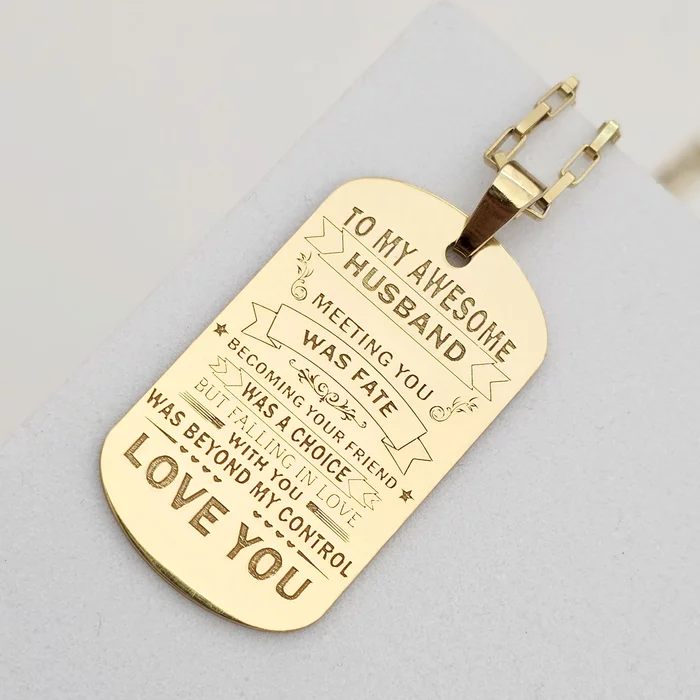 TO MY AWESOME
HUSBAND
MEETING YOU
WAS FATE
BECOMING YOUR FRIEND
WAS A CHOICE
BUT FALLING IN LOVE
WITH YOU
WAS BEYOND MY CONTROL
LOVE YOU